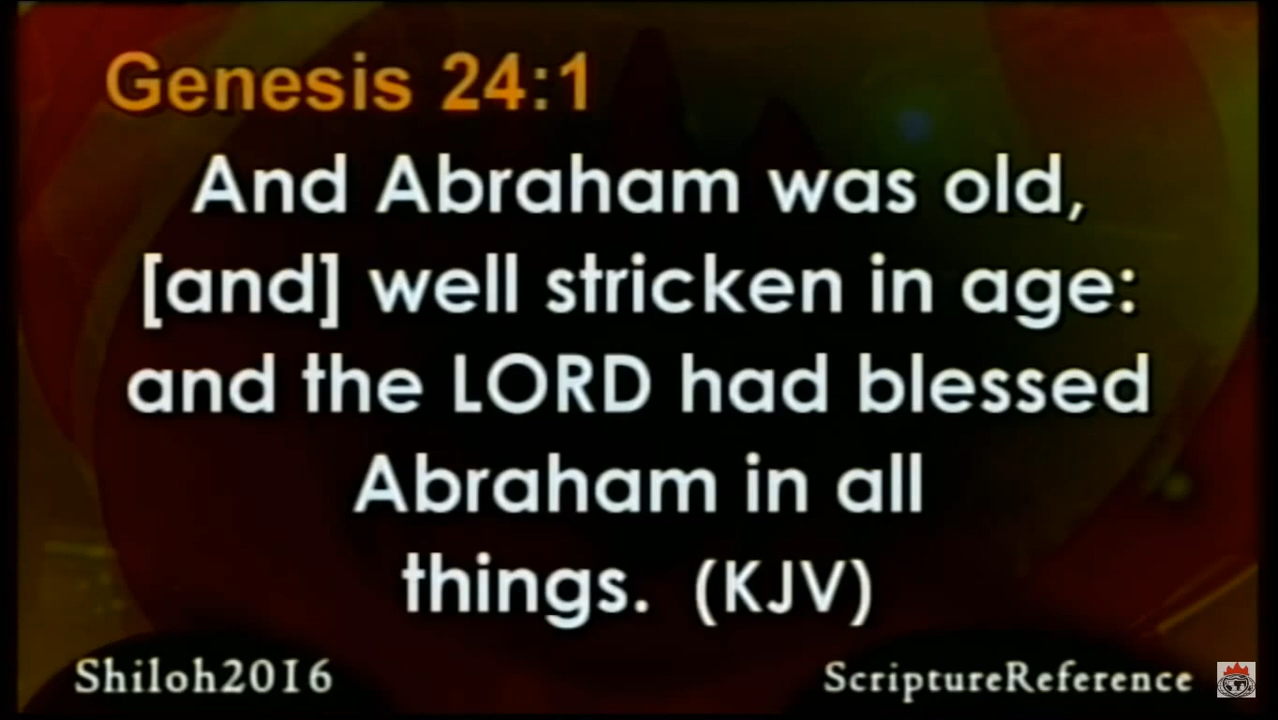 Genesis 24:1
And Abraham was old,
[and] well stricken in age:
and the LORD had blessed
Abraham in all
things.  (KJV)
Shiloh2016
ScriptureReference